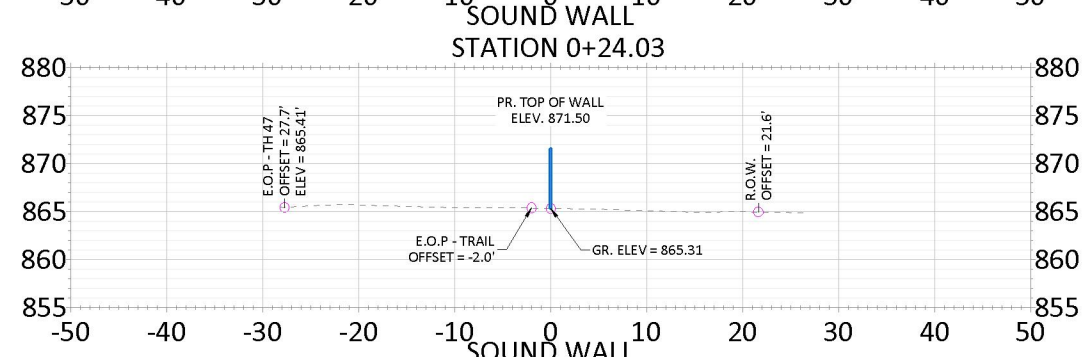 SOUND WALL
STATION 0+24.03
880
880
PR. TOP OF WALL
ELEV. 871.50
875
875
E.O.P - TH 47
OFFSET = 27.7'
ELEV = 865.41'
R.O.W.
OFFSET = 21.6'
870
870
865
865
E.O.P - TRAIL
OFFSET = -2.0'
GR. ELEV = 865.31
860
860
855
855
-50 -40 -30 -20 -10 0 10 20 30 40 50
SOUND WALL